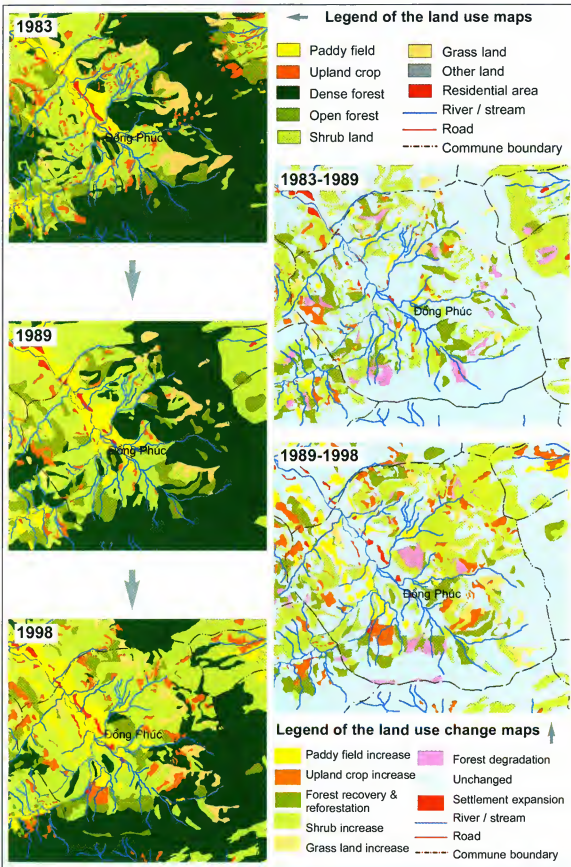 1983
Legend of the land use maps
Paddy field
Upland crop
Dense forest
Open forest
Shrub land
Grass land
Other land
Residential area
River / stream
Road
Commune boundary
Đồng Phúc
1983-1989
Đồng Phúc
1989
Đồng Phúc
1989-1998
Đồng Phúc
1998
Đồng Phúc
Legend of the land use change maps
Paddy field increase
Upland crop increase
Forest recovery &
reforestation
Shrub increase
Grass land increase
Forest degradation
Unchanged
Settlement expansion
River / stream
Road
Commune boundary